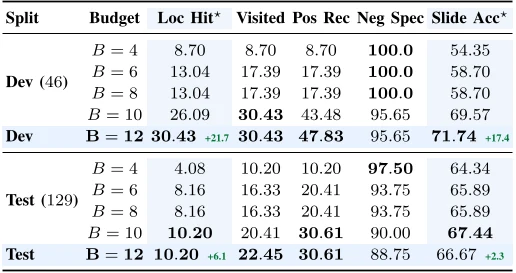 Split Budget Loc Hit⋆ Visited Pos Rec Neg Spec Slide Acc⋆
B = 4 8.70 8.70 8.70 100.0 54.35
B = 6 13.04 17.39 17.39 100.0 58.70
Dev (46)
B = 8 13.04 17.39 17.39 100.0 58.70
B = 10 26.09 30.43 43.48 95.65 69.57
Dev B = 12 30.43 +21.7 30.43 47.83 95.65 71.74 +17.4
B = 4 4.08 10.20 10.20 97.50 64.34
B = 6 8.16 16.33 20.41 93.75 65.89
Test (129)
B = 8 8.16 16.33 20.41 93.75 65.89
B = 10 10.20 20.41 30.61 90.00 67.44
Test B = 12 10.20 +6.1 22.45 30.61 88.75 66.67 +2.3